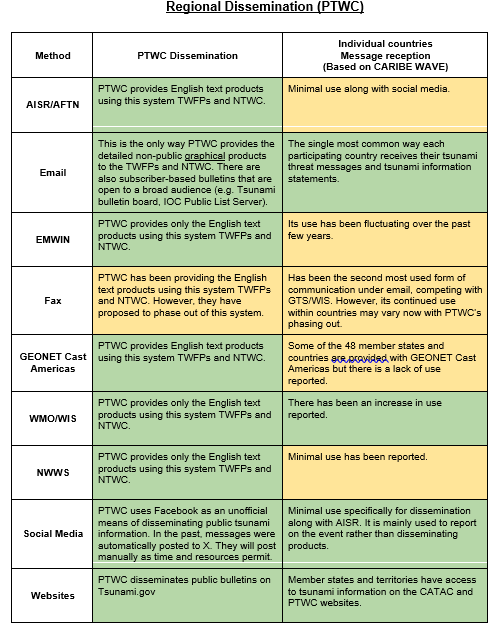 Regional Dissemination (PTWC)
Method
PTWC Dissemination
Individual countries
Message reception
(Based on CARIBE WAVE)
AISR/AFTN
PTWC provides English text products
using this system TWFPs and NTWC.
Minimal use along with social media.
Email
This is the only way PTWC provides the
detailed non-public graphical products
to the TWFPs and NTWC. There are
also subscriber-based bulletins that are
open to a broad audience (e.g. Tsunami
bulletin board, IOC Public List Server).
The single most common way each
participating country receives their tsunami
threat messages and tsunami information
statements.
EMWIN
PTWC provides only the English text
products using this system TWFPs and
NTWC.
Its use has been fluctuating over the past
few years.
Fax
PTWC has been providing the English
text products using this system TWFPs
and NTWC. However, they have
proposed to phase out of this system.
Has been the second most used form of
communication under email, competing with
GTS/WIS. However, its continued use
within countries may vary now with PTWC's
phasing out.
GEONET Cast
Americas
PTWC provides English text products
using this system TWFPs and NTWC.
Some of the 48 member states and
countries are provided with GEONET Cast
Americas but there is a lack of use
reported.
WMO/WIS
PTWC provides only the English text
products using this system TWFPs and
NTWC.
There has been an increase in use
reported.
NWWS
PTWC provides only the English text
products using this system TWFPs and
NTWC.
Minimal use has been reported.
Social Media
PTWC uses Facebook as an unofficial
means of disseminating public tsunami
information. In the past, messages were
automatically posted to X. They will post
manually as time and resources permit.
Minimal use specifically for dissemination
along with AISR. It is mainly used to report
on the event rather than disseminating
products.
Websites
PTWC disseminates public bulletins on
Tsunami.gov
Member states and territories have access
to tsunami information on the CATAC and
PTWC websites.